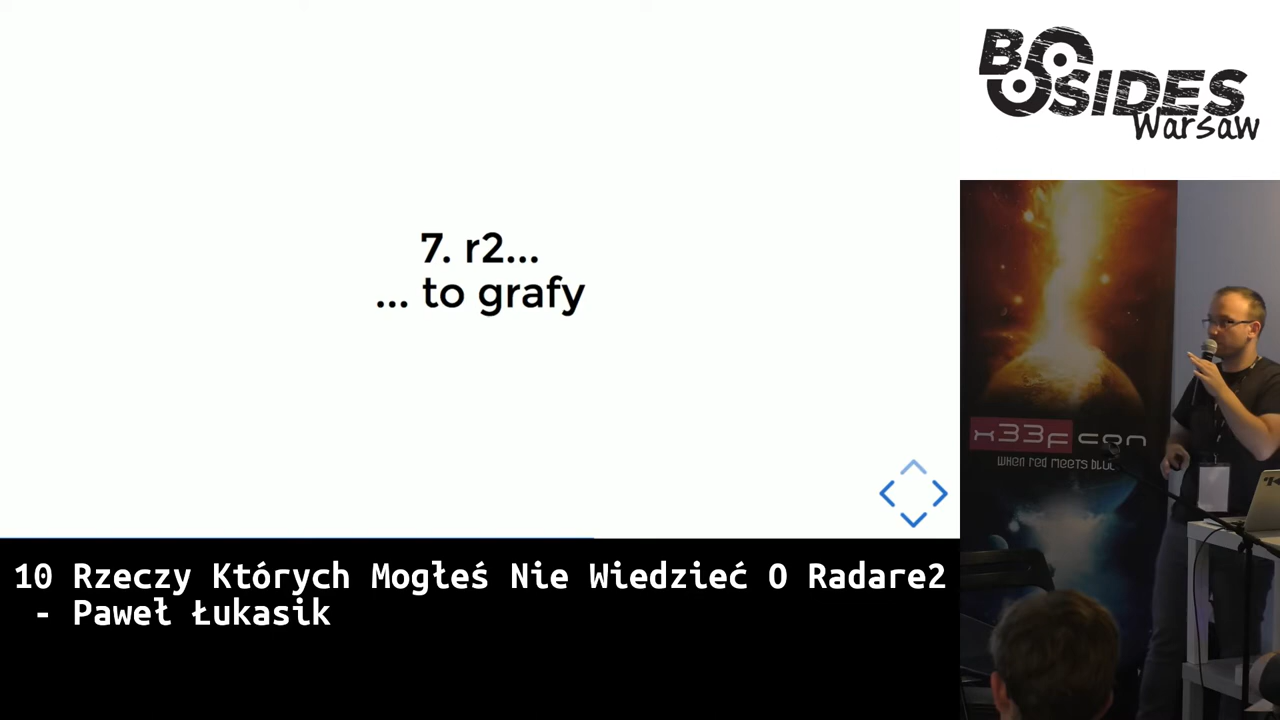 7. r2...
... to grafy
10 Rzeczy Których Mogłeś Nie Wiedzieć O Radare2
- Paweł Łukasik
BSIDES
Warsaw
x33fcon
when red meets blue